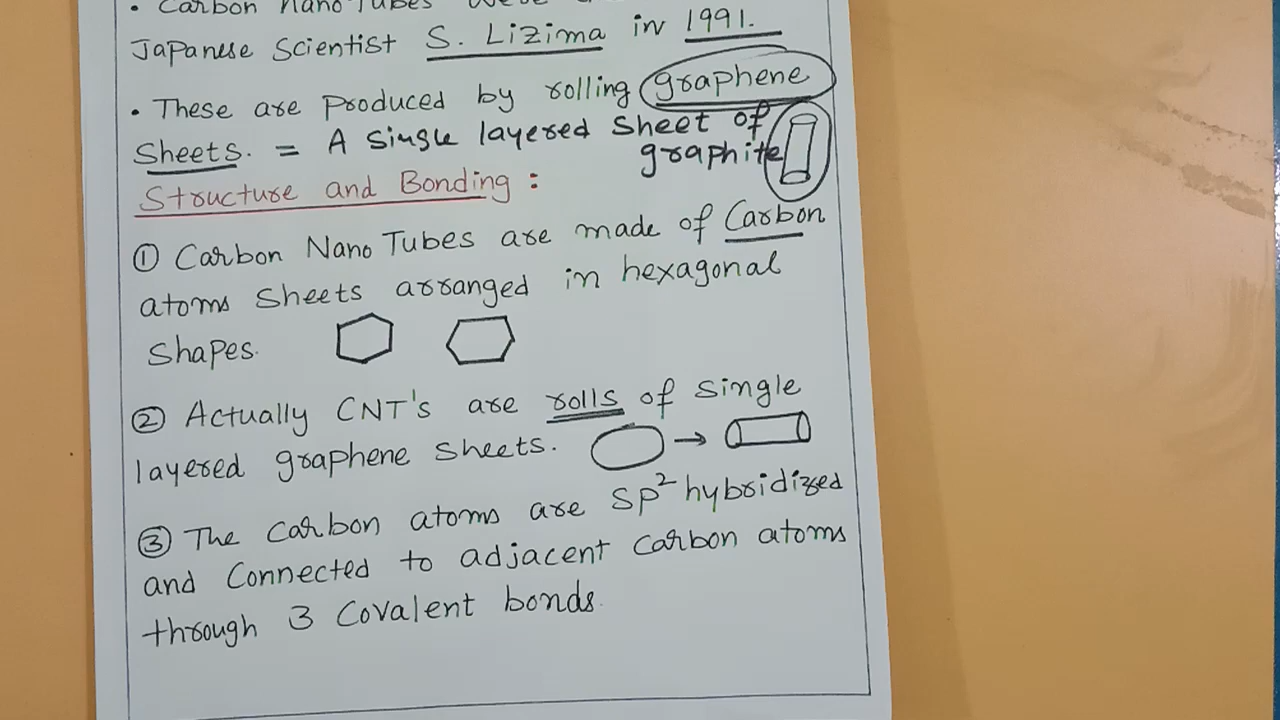 • Carbon Nano Tubes
Japanese Scientist S. Lizima in 1991.
• These are produced by rolling graphene
Sheets. = A Single layered Sheet of
graphite
Structure and Bonding :
① Carbon Nano Tubes are made of Carbon
atoms sheets arranged in hexagonal
shapes.
② Actually CNT's are rolls of single
layered graphene sheets.
③ The carbon atoms are SP² hybridized
and connected to adjacent carbon atoms
through 3 Covalent bonds.